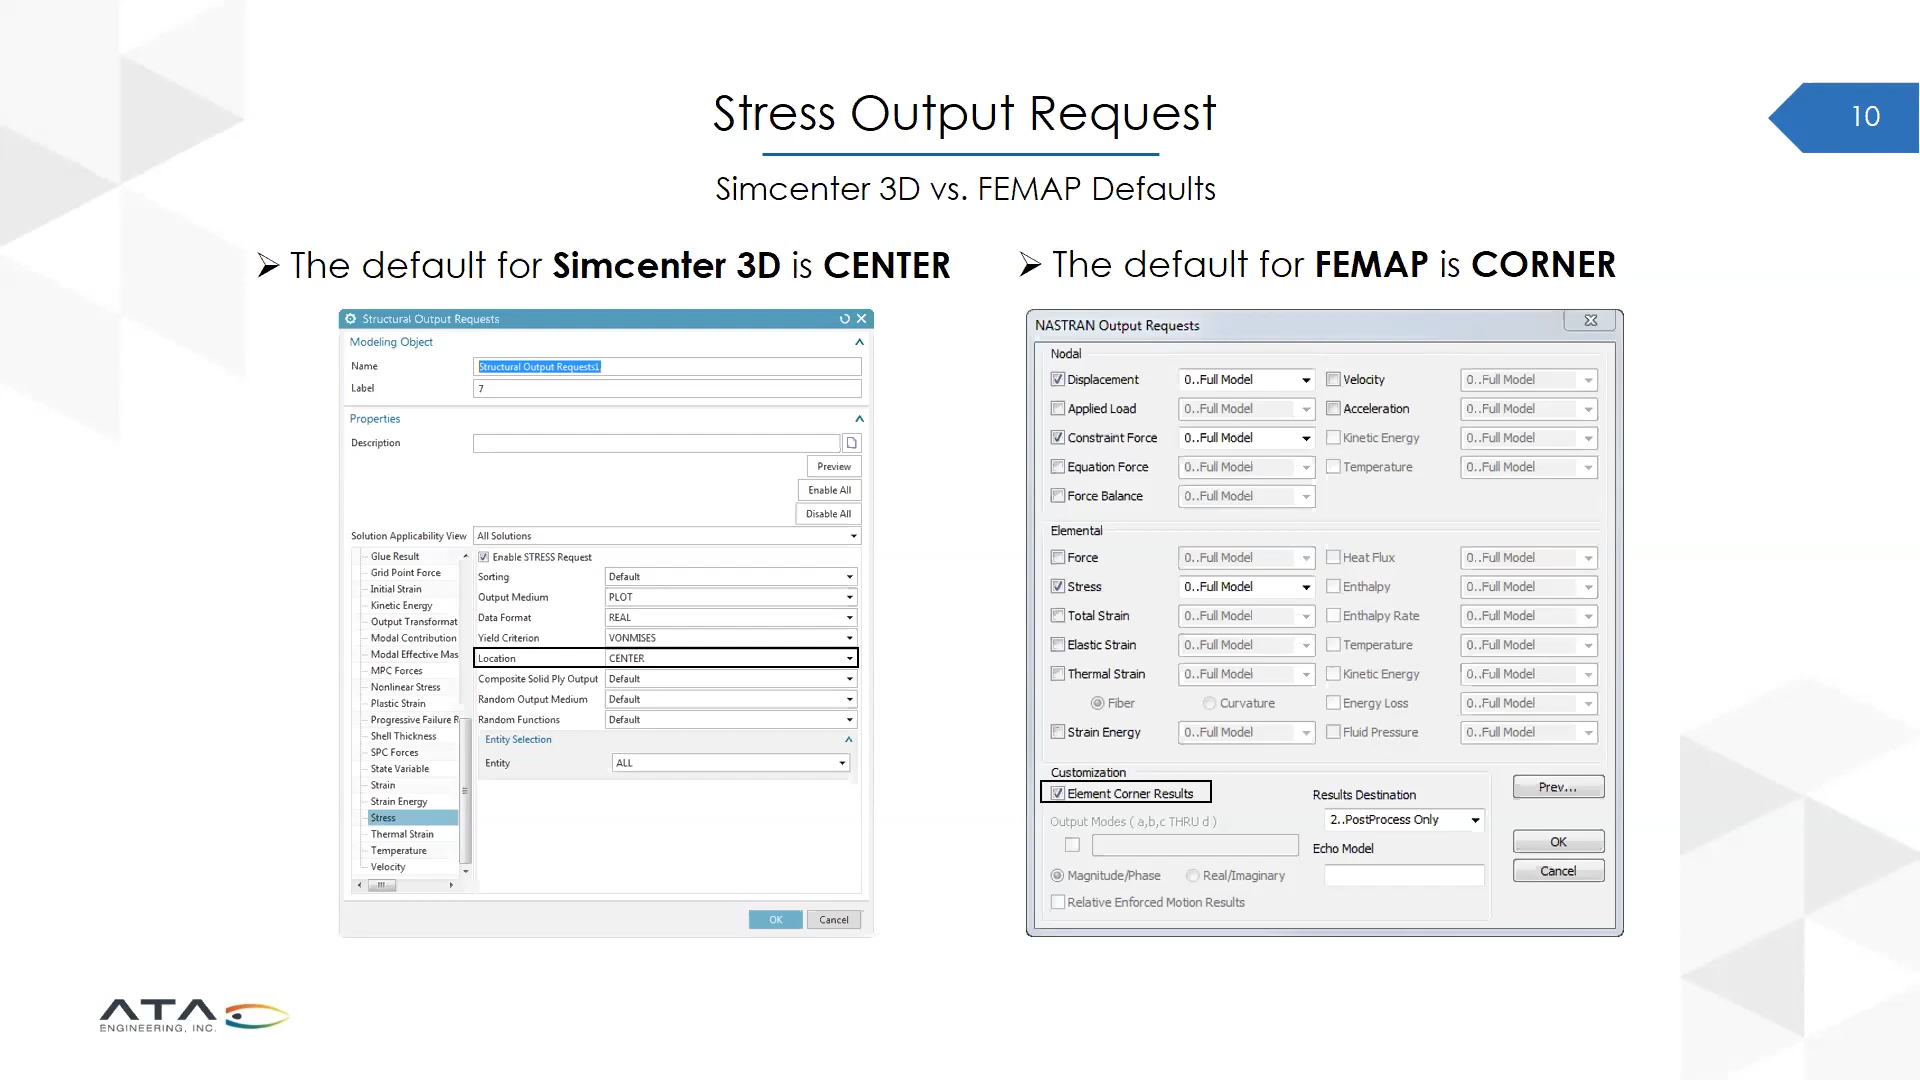 Stress Output Request
10
Simcenter 3D vs. FEMAP Defaults
➢ The default for Simcenter 3D is CENTER
Structural Output Requests
Modeling Object
Name Structural Output Requests1
Label 7
Properties
Description
Preview
Enable All
Disable All
Solution Applicability View All Solutions
Glue Result
Grid Point Force
Initial Strain
Kinetic Energy
Output Transformat
Modal Contribution
Modal Effective Mas
MPC Forces
Nonlinear Stress
Plastic Strain
Progressive Failure R
Shell Thickness
SPC Forces
State Variable
Strain
Strain Energy
Stress
Thermal Strain
Temperature
Velocity
Enable STRESS Request
Sorting Default
Output Medium PLOT
Data Format REAL
Yield Criterion VONMISES
Location CENTER
Composite Solid Ply Output Default
Random Output Medium Default
Random Functions Default
Entity Selection
Entity ALL
OK Cancel
➢ The default for FEMAP is CORNER
NASTRAN Output Requests
Nodal
Displacement 0..Full Model Velocity 0..Full Model
Applied Load 0..Full Model Acceleration 0..Full Model
Constraint Force 0..Full Model Kinetic Energy 0..Full Model
Equation Force 0..Full Model Temperature 0..Full Model
Force Balance 0..Full Model
Elemental
Force 0..Full Model Heat Flux 0..Full Model
Stress 0..Full Model Enthalpy 0..Full Model
Total Strain 0..Full Model Enthalpy Rate 0..Full Model
Elastic Strain 0..Full Model Temperature 0..Full Model
Thermal Strain 0..Full Model Kinetic Energy 0..Full Model
Fiber Curvature Energy Loss 0..Full Model
Strain Energy 0..Full Model Fluid Pressure 0..Full Model
Customization
Element Corner Results
Output Modes ( a,b,c THRU d )
Magnitude/Phase Real/Imaginary
Relative Enforced Motion Results
Results Destination
2..PostProcess Only
Echo Model
Prev...
OK
Cancel
ATA
ENGINEERING, INC.